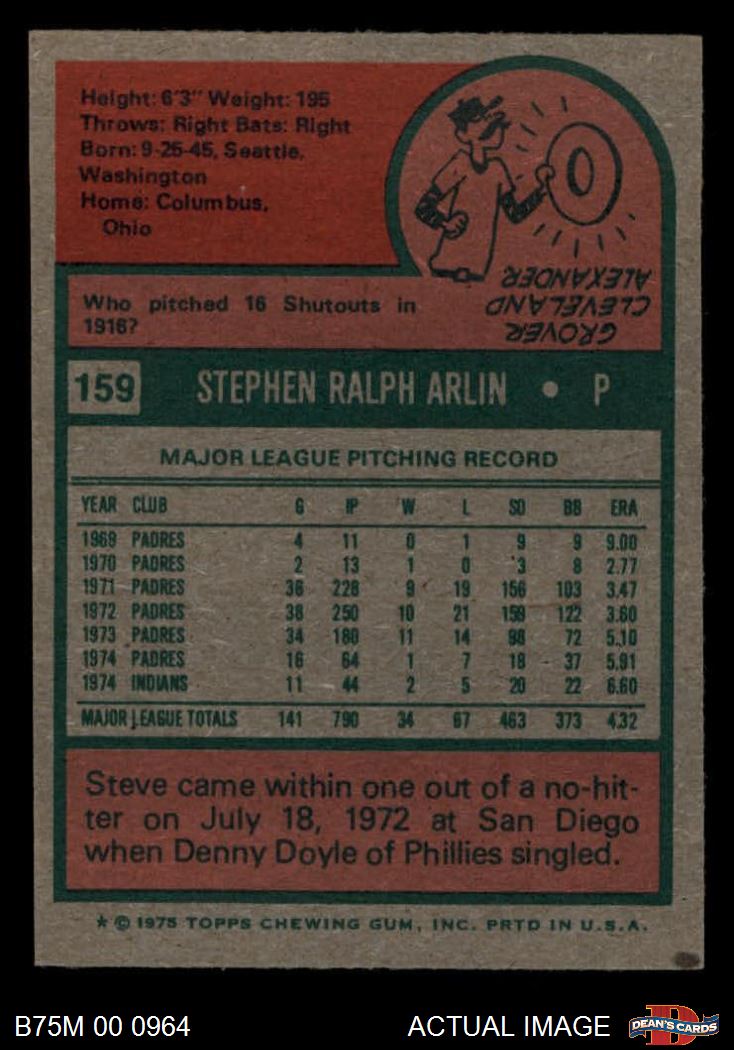 Height: 6'3" Weight: 195
Throws: Right Bats: Right
Born: 9-25-45, Seattle,
Washington
Home: Columbus,
Ohio
Who pitched 16 Shutouts in
1916?
GROVER
CLEVELAND
ALEXANDER
159 STEPHEN RALPH ARLIN • P
MAJOR LEAGUE PITCHING RECORD
YEAR CLUB G IP W L SO BB ERA
1969 PADRES 4 11 0 1 9 9 9.00
1970 PADRES 2 13 1 0 3 8 2.77
1971 PADRES 36 228 9 19 156 103 3.47
1972 PADRES 38 250 10 21 159 122 3.60
1973 PADRES 34 180 11 14 98 72 5.10
1974 PADRES 16 64 1 7 18 37 5.91
1974 INDIANS 11 44 2 5 20 22 6.60
MAJOR LEAGUE TOTALS 141 790 34 67 463 373 4.32
Steve came within one out of a no-hit-
ter on July 18, 1972 at San Diego
when Denny Doyle of Phillies singled.
* © 1975 TOPPS CHEWING GUM, INC. PRTD IN U.S.A.
B75M 00 0964 ACTUAL IMAGE DEAN'S CARDS